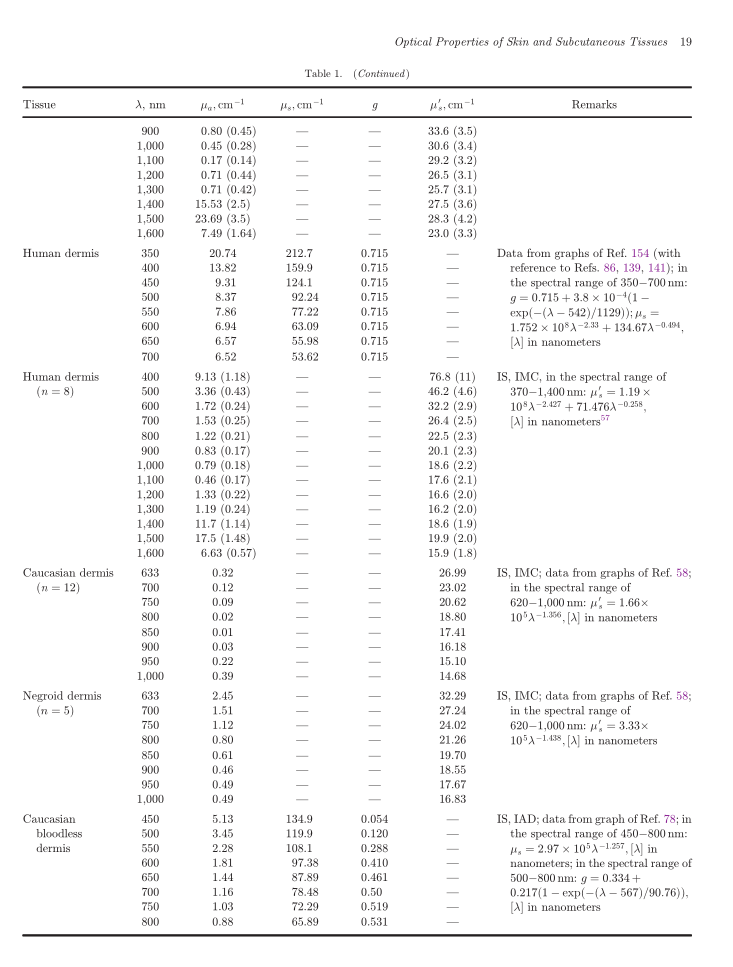 Optical Properties of Skin and Subcutaneous Tissues 19
Table 1. (Continued)
Tissue λ, nm μa, cm−1 μs, cm−1 g μ′s, cm−1 Remarks
900 0.80 (0.45) — — 33.6 (3.5)
1,000 0.45 (0.28) — — 30.6 (3.4)
1,100 0.17 (0.14) — — 29.2 (3.2)
1,200 0.71 (0.44) — — 26.5 (3.1)
1,300 0.71 (0.42) — — 25.7 (3.1)
1,400 15.53 (2.5) — — 27.5 (3.6)
1,500 23.69 (3.5) — — 28.3 (4.2)
1,600 7.49 (1.64) — — 23.0 (3.3)
Human dermis 350 20.74 212.7 0.715 — Data from graphs of Ref. 154 (with
400 13.82 159.9 0.715 — reference to Refs. 86, 139, 141); in
450 9.31 124.1 0.715 — the spectral range of 350−700 nm:
500 8.37 92.24 0.715 — g = 0.715 + 3.8 × 10−4(1 −
550 7.86 77.22 0.715 — exp(−(λ − 542)/1129)); μs =
600 6.94 63.09 0.715 — 1.752 × 108λ−2.33 + 134.67λ−0.494,
650 6.57 55.98 0.715 — [λ] in nanometers
700 6.52 53.62 0.715 —
Human dermis 400 9.13 (1.18) — — 76.8 (11) IS, IMC, in the spectral range of
(n = 8) 500 3.36 (0.43) — — 46.2 (4.6) 370−1,400 nm: μ′s = 1.19 ×
600 1.72 (0.24) — — 32.2 (2.9) 108λ−2.427 + 71.476λ−0.258,
700 1.53 (0.25) — — 26.4 (2.5) [λ] in nanometers57
800 1.22 (0.21) — — 22.5 (2.3)
900 0.83 (0.17) — — 20.1 (2.3)
1,000 0.79 (0.18) — — 18.6 (2.2)
1,100 0.46 (0.17) — — 17.6 (2.1)
1,200 1.33 (0.22) — — 16.6 (2.0)
1,300 1.19 (0.24) — — 16.2 (2.0)
1,400 11.7 (1.14) — — 18.6 (1.9)
1,500 17.5 (1.48) — — 19.9 (2.0)
1,600 6.63 (0.57) — — 15.9 (1.8)
Caucasian dermis 633 0.32 — — 26.99 IS, IMC; data from graphs of Ref. 58;
(n = 12) 700 0.12 — — 23.02 in the spectral range of
750 0.09 — — 20.62 620−1,000 nm: μ′s = 1.66×
800 0.02 — — 18.80 105λ−1.356, [λ] in nanometers
850 0.01 — — 17.41
900 0.03 — — 16.18
950 0.22 — — 15.10
1,000 0.39 — — 14.68
Negroid dermis 633 2.45 — — 32.29 IS, IMC; data from graphs of Ref. 58;
(n = 5) 700 1.51 — — 27.24 in the spectral range of
750 1.12 — — 24.02 620−1,000 nm: μ′s = 3.33×
800 0.80 — — 21.26 105λ−1.438, [λ] in nanometers
850 0.61 — — 19.70
900 0.46 — — 18.55
950 0.49 — — 17.67
1,000 0.49 — — 16.83
Caucasian 450 5.13 134.9 0.054 — IS, IAD; data from graph of Ref. 78; in
bloodless 500 3.45 119.9 0.120 — the spectral range of 450−800 nm:
dermis 550 2.28 108.1 0.288 — μs = 2.97 × 105λ−1.257, [λ] in
600 1.81 97.38 0.410 — nanometers; in the spectral range of
650 1.44 87.89 0.461 — 500−800 nm: g = 0.334 +
700 1.16 78.48 0.50 — 0.217(1 − exp(−(λ − 567)/90.76)),
750 1.03 72.29 0.519 — [λ] in nanometers
800 0.88 65.89 0.531 —